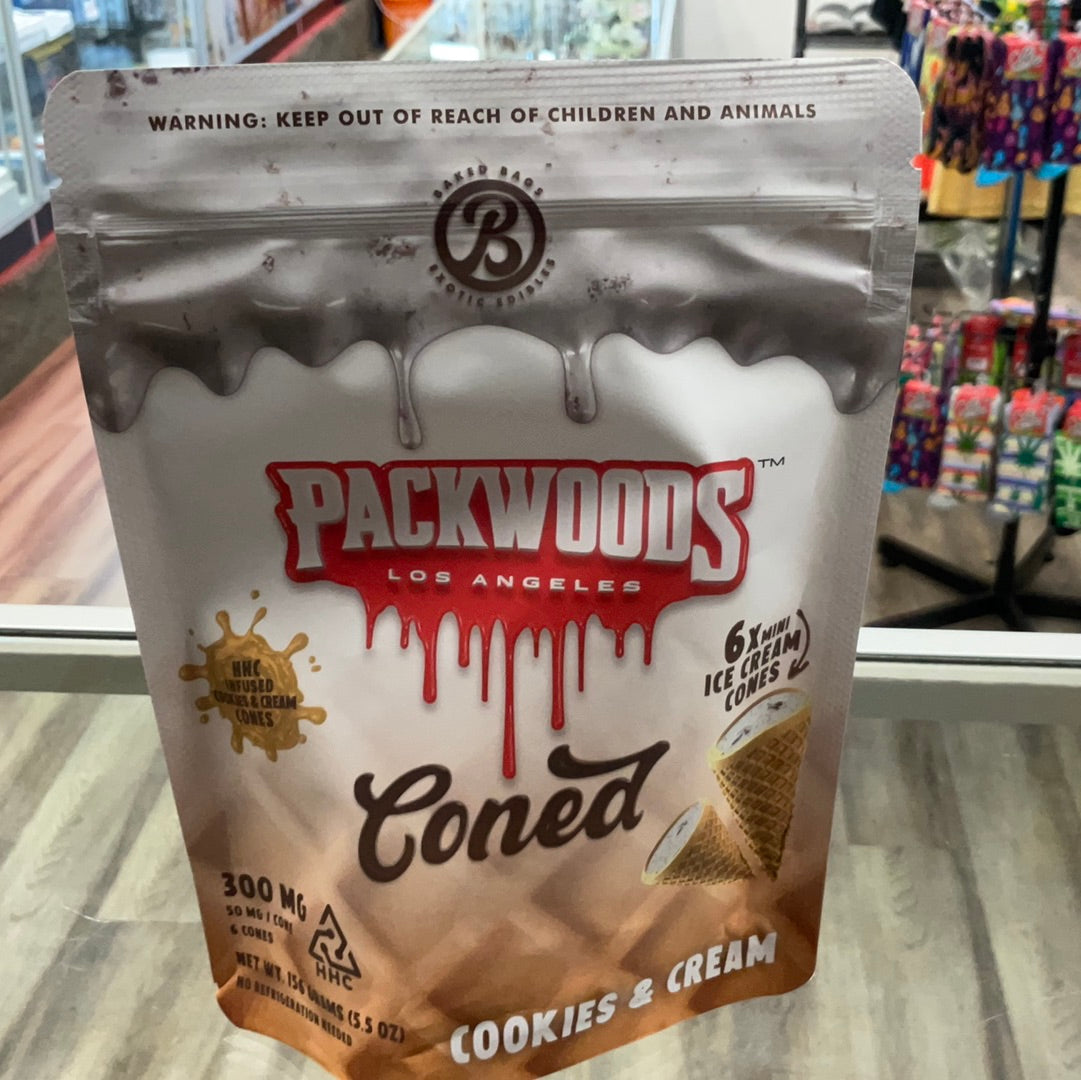 WARNING: KEEP OUT OF REACH OF CHILDREN AND ANIMALS
BAKED BAGS
B
EXOTIC EDIBLES
PACKWOODS™
LOS ANGELES
6X MINI
ICE CREAM
CONES
HHC
INFUSED
COOKIES & CREAM
CONES
Coned
300 MG
50 MG / CONE
6 CONES
HHC
NET WT. 156 GRAMS (5.5 OZ)
NO REFRIGERATION NEEDED
COOKIES & CREAM